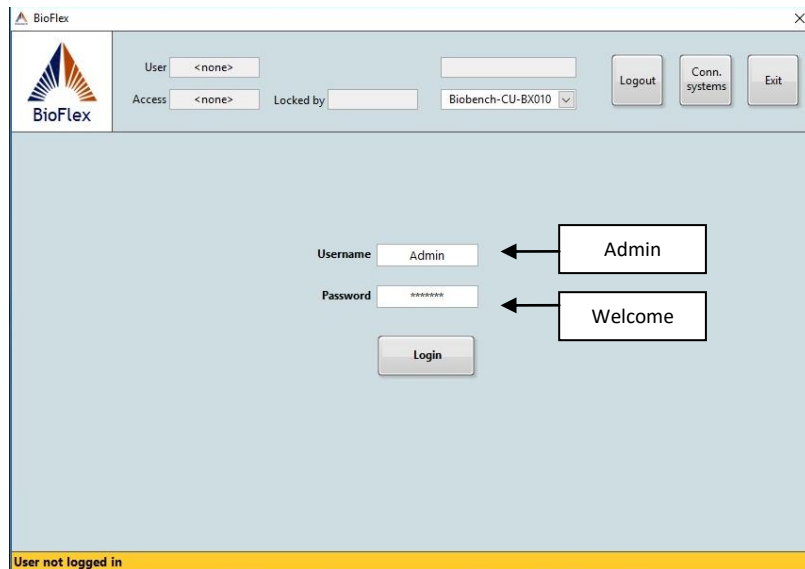 BioFlex
User <none>
Access <none> Locked by Biobench-CU-BX010
Logout
Conn.
systems
Exit
BioFlex
Username Admin
Admin
Password *******
Welcome
Login
User not logged in